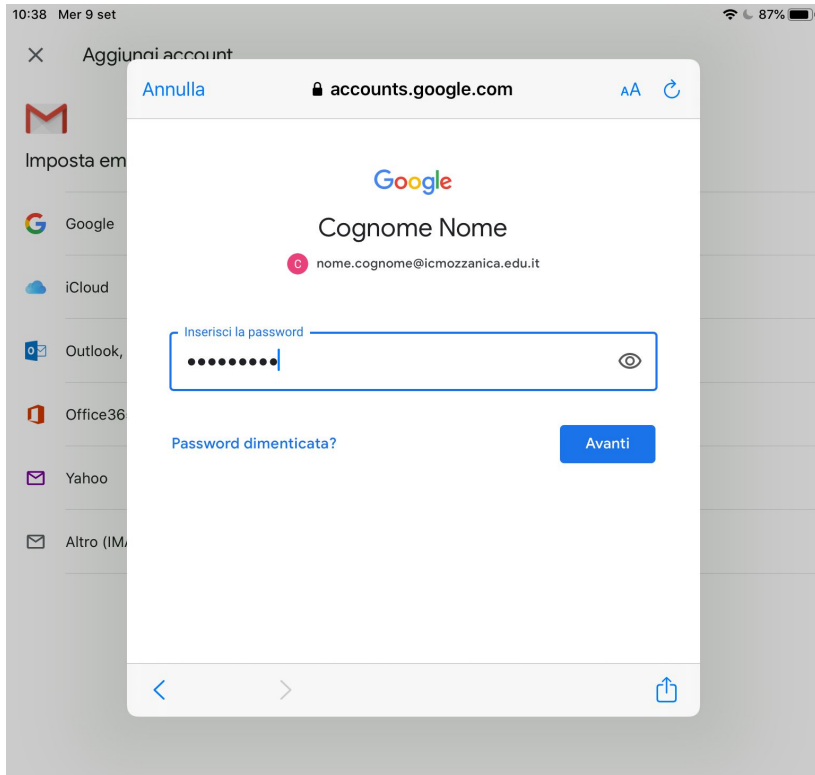 10:38 Mer 9 set
87%
Aggiungi account
Annulla
accounts.google.com
AA
Imposta em
Google
Cognome Nome
C nome.cognome@icmozzanica.edu.it
Google
iCloud
Outlook,
Office36
Yahoo
Altro (IMA
Inserisci la password
•••••••••
Password dimenticata?
Avanti